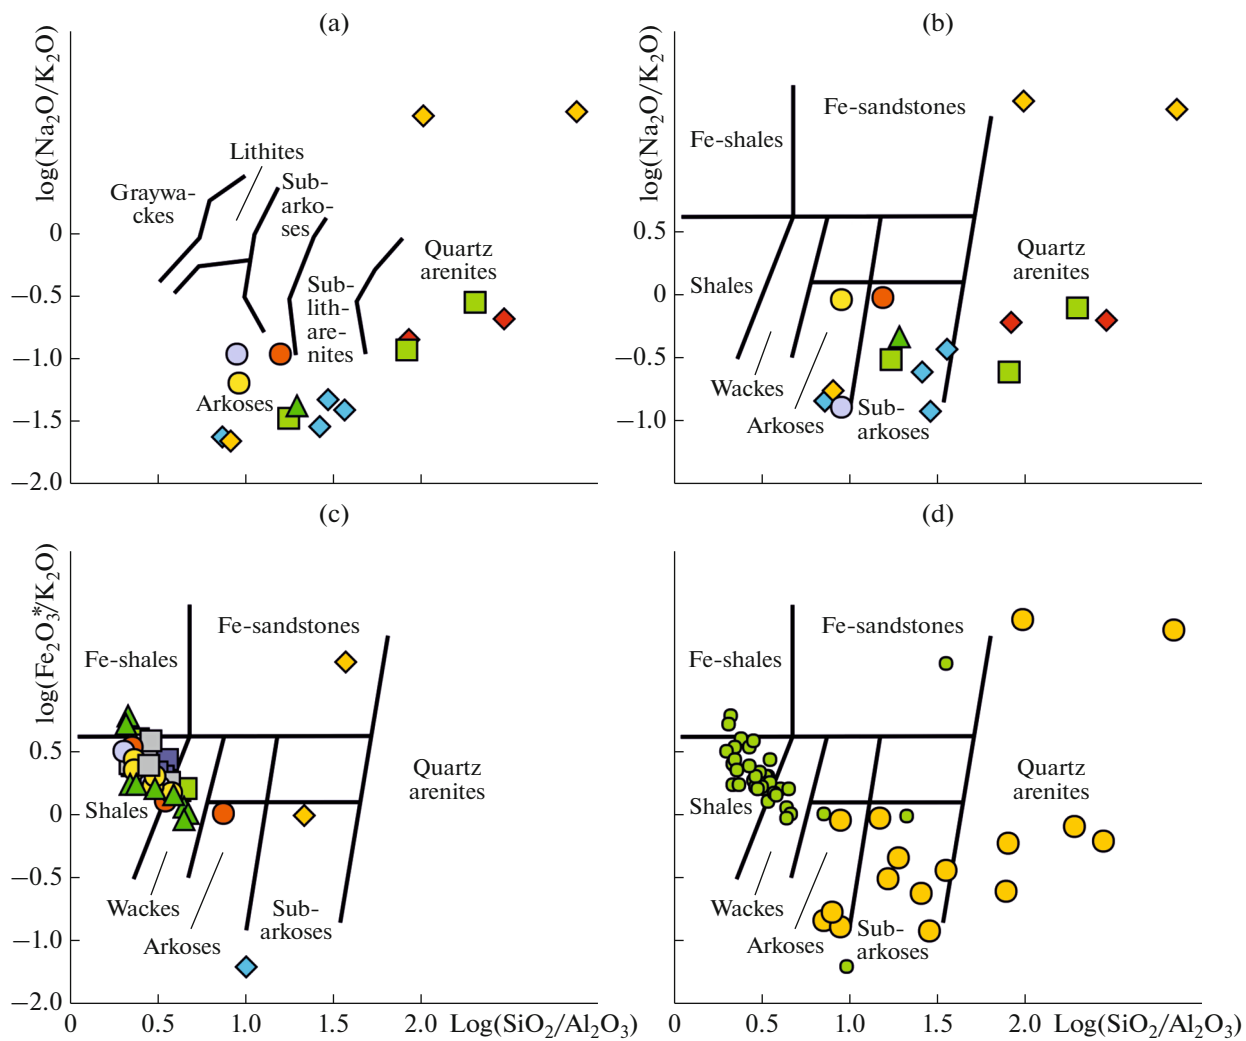 (a)
log(Na2O/K2O)
Lithites
Graywa-
ckes
Sub-
arko-
ses
Quartz
arenites
Sub-
lith-
are-
nites
Arkoses
0
−0.5
−1.0
−1.5
−2.0
(b)
log(Na2O/K2O)
Fe-sandstones
Fe-shales
Quartz
arenites
Shales
Wackes
Arkoses
Sub-
arkoses
0.5
0
−0.5
−1.0
(c)
log(Fe2O3*/K2O)
Fe-sandstones
Fe-shales
Quartz
arenites
Shales
Wackes
Arkoses
Sub-
arkoses
0.5
0
−0.5
−1.0
−2.0
0 0.5 1.0 1.5 2.0 Log(SiO2/Al2O3)
(d)
Fe-sandstones
Fe-shales
Quartz
arenites
Shales
Wackes
Arkoses
Sub-
arkoses
0 0.5 1.0 1.5 2.0 Log(SiO2/Al2O3)